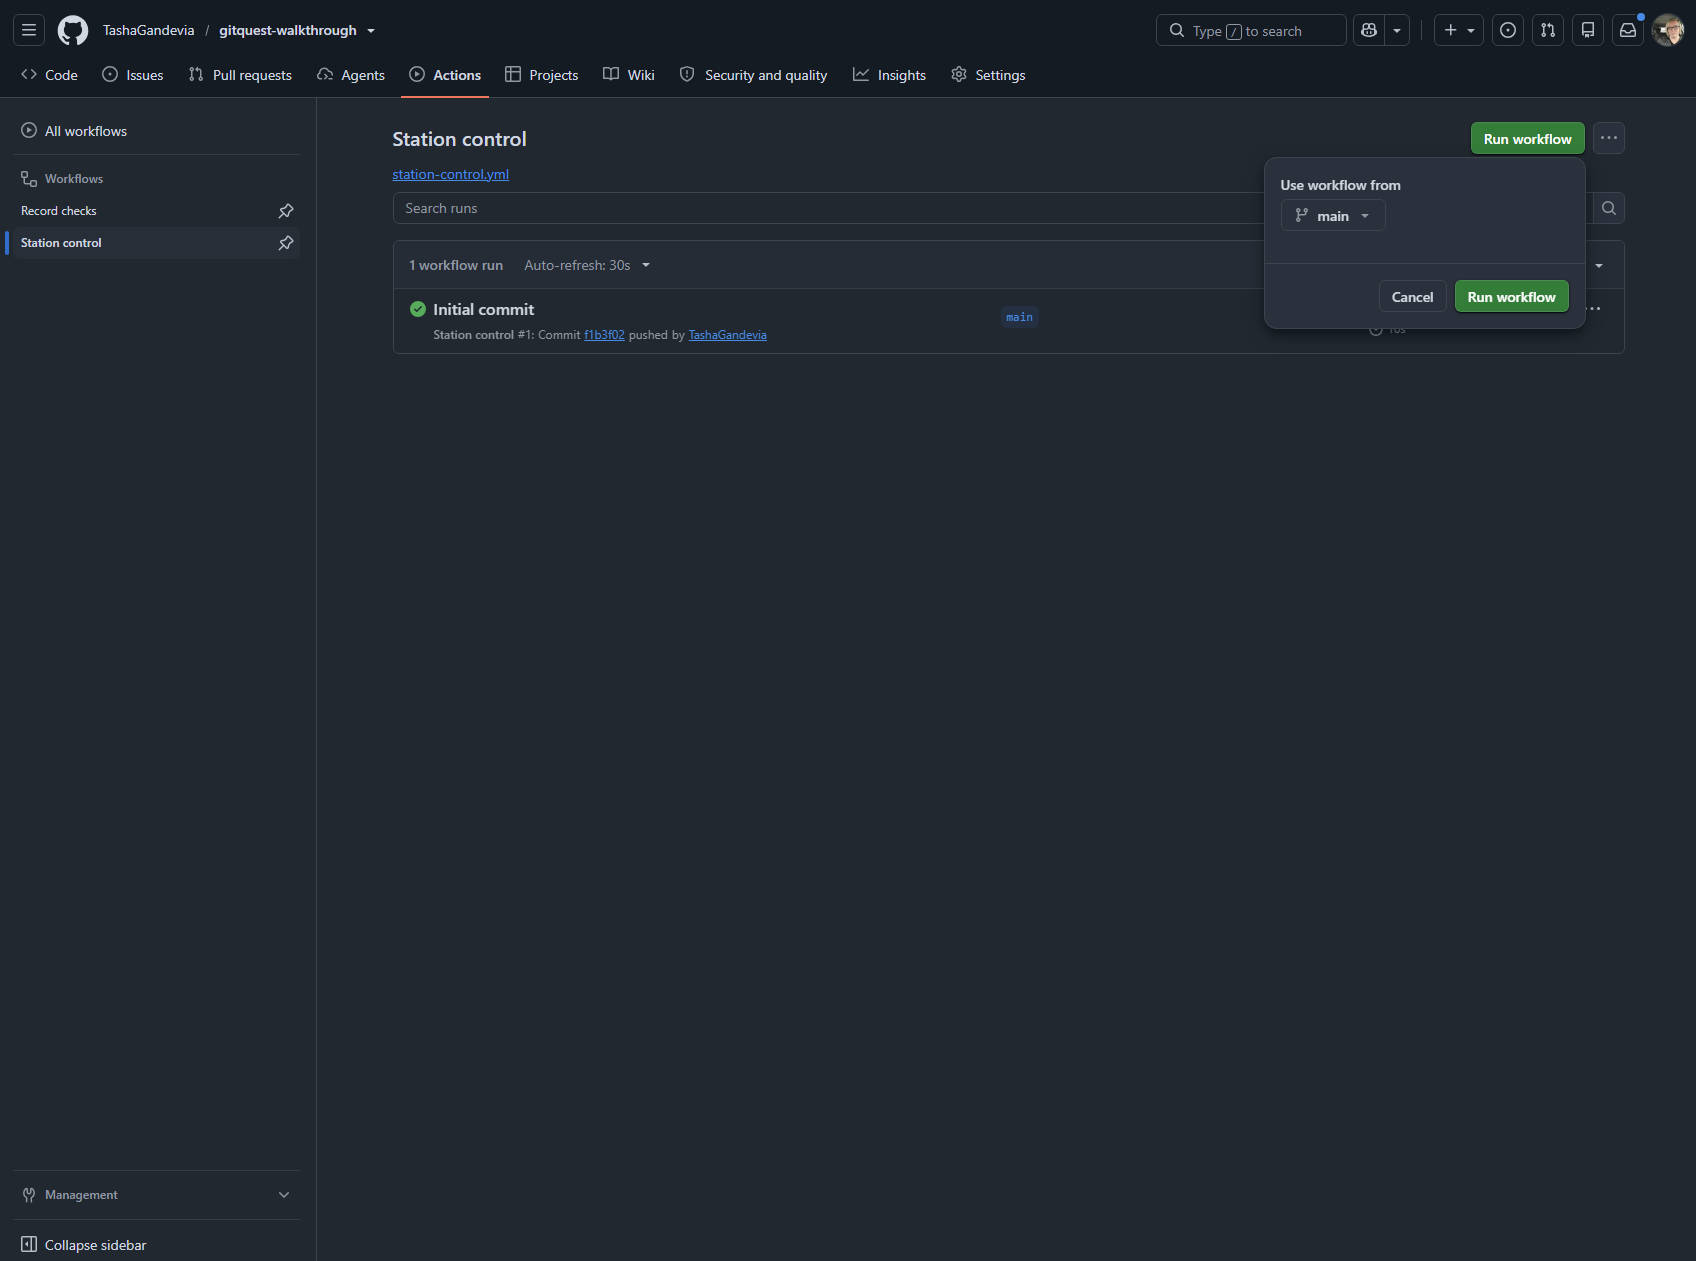 TashaGandevia / gitquest-walkthrough
Type / to search
Code
Issues
Pull requests
Agents
Actions
Projects
Wiki
Security and quality
Insights
Settings
All workflows
Workflows
Record checks
Station control
Management
Collapse sidebar
Station control
Run workflow
station-control.yml
Search runs
Use workflow from
main
Cancel
Run workflow
1 workflow run
Auto-refresh: 30s
Initial commit
Station control #1: Commit f1b3f02 pushed by TashaGandevia
main